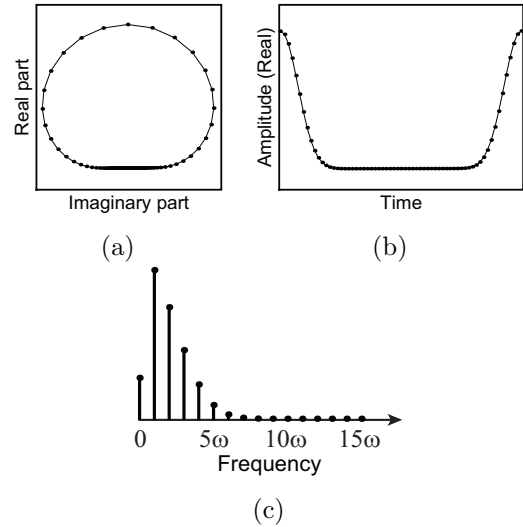 Real part
Imaginary part
(a)
Amplitude (Real)
Time
(b)
0 5ω 10ω 15ω
Frequency
(c)